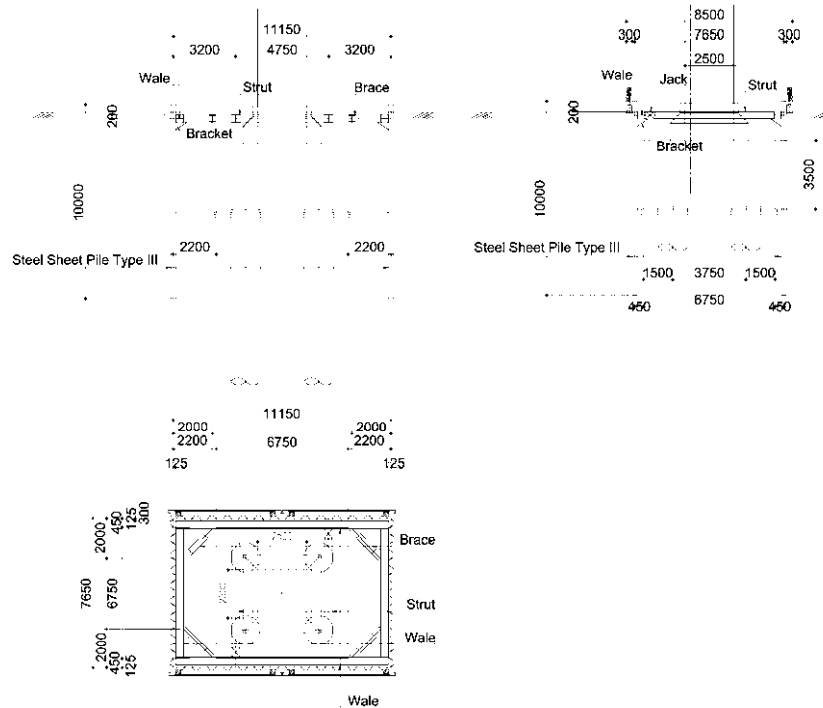 11150
3200 4750 3200
Wale
Strut
Brace
200
Bracket
10000
2200 2200
Steel Sheet Pile Type III
8500
300 7650 300
2500
Wale
Jack
Strut
200
Bracket
10000
3500
Steel Sheet Pile Type III
1500 3750 1500
450 6750 450
11150
2000 2000
2200 6750 2200
125 125
300
125
450
2000
7650
6750
2000
450
125
Brace
Strut
Wale
Wale